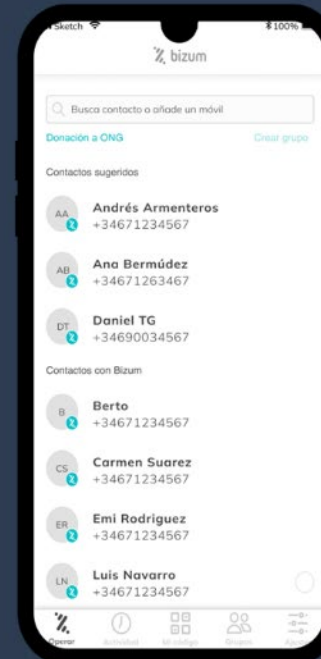 Sketch
100%
bizum
Busca contacto o añade un móvil
Donación a ONG
Crear grupo
Contactos sugeridos
AA
Andrés Armenteros
+34671234567
AB
Ana Bermúdez
+34671263467
DT
Daniel TG
+34690034567
Contactos con Bizum
B
Berto
+34671234567
CS
Carmen Suarez
+34671234567
ER
Emi Rodriguez
+34671234567
LN
Luis Navarro
+34671234567
Operar
Actividad
Mi código
Grupos
Ajustes